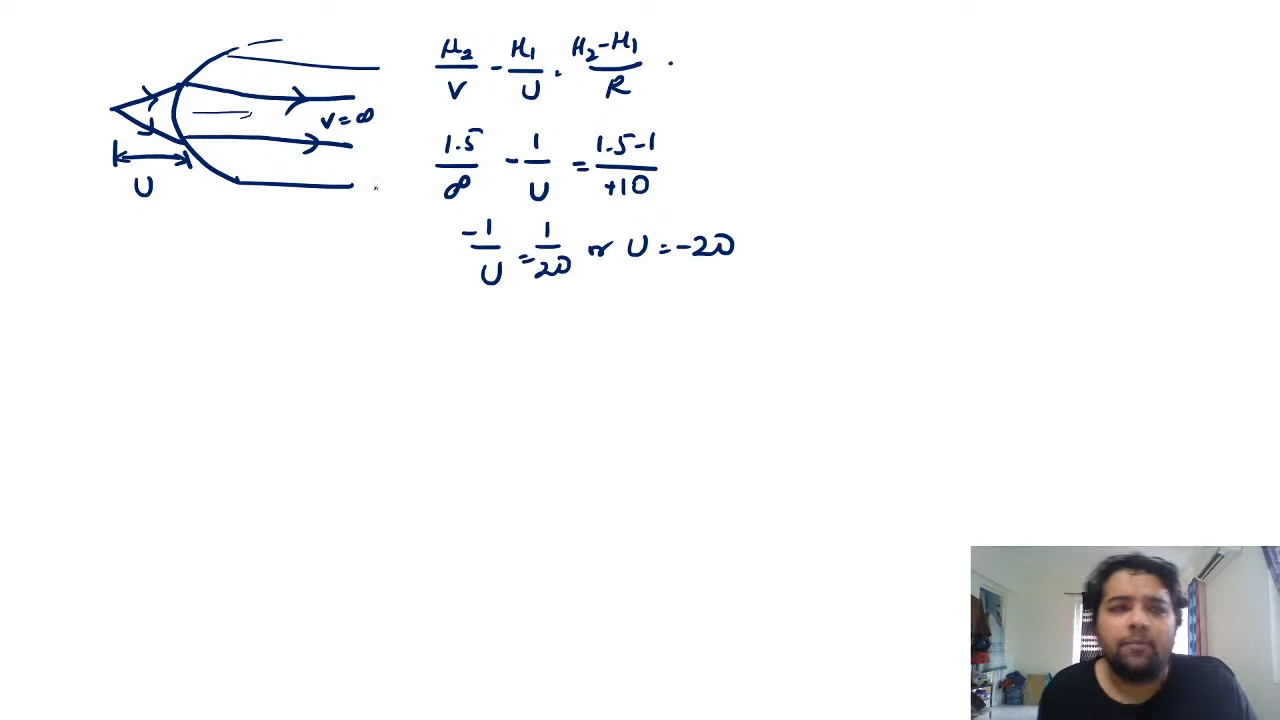 μ₂/V - μ₁/U = μ₂-μ₁/R
V = ∞
U
1.5/∞ - 1/U = 1.5-1/+10
-1/U = 1/20 or U = -20